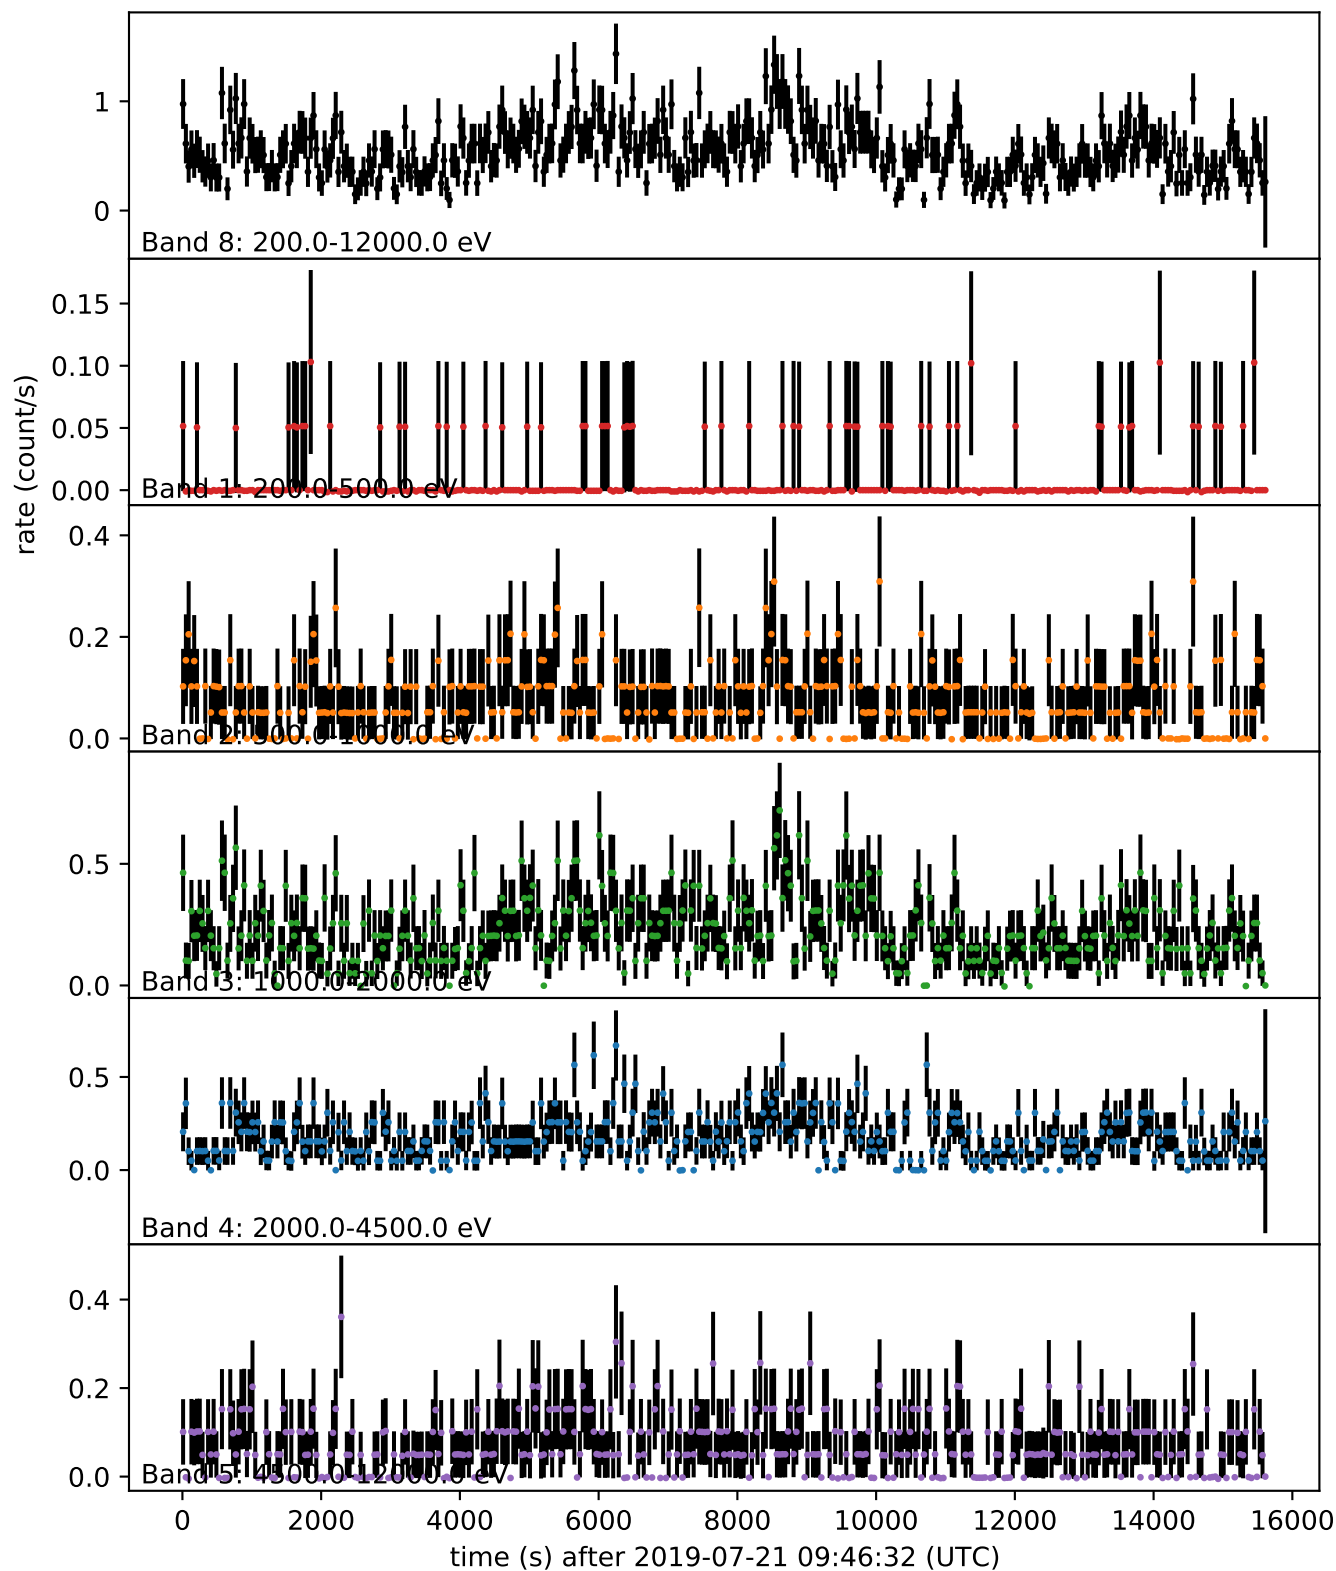 1
0
Band 8: 200.0-12000.0 eV
0.15
0.10
0.05
0.00
Band 1: 200.0-500.0 eV
rate (count/s)
0.4
0.2
0.0
Band 2: 500.0-1000.0 eV
0.5
0.0
Band 3: 1000.0-2000.0 eV
0.5
0.0
Band 4: 2000.0-4500.0 eV
0.4
0.2
0.0
Band 5: 4500.0-12000.0 eV
0 2000 4000 6000 8000 10000 12000 14000 16000
time (s) after 2019-07-21 09:46:32 (UTC)